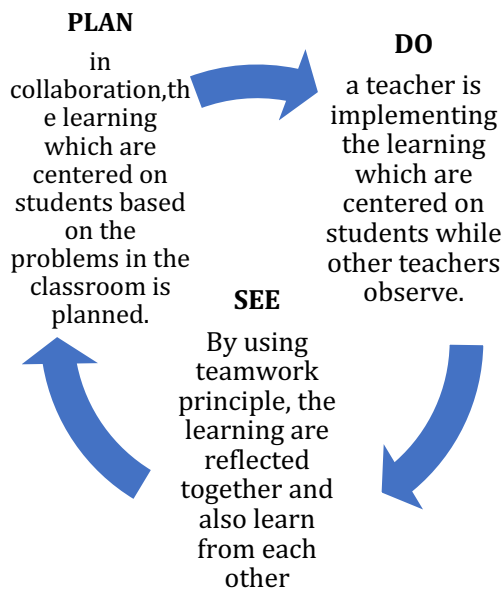 PLAN
in
collaboration,th
e learning
which are
centered on
students based
on the
problems in the
classroom is
planned.
DO
a teacher is
implementing
the learning
which are
centered on
students while
other teachers
observe.
SEE
By using
teamwork
principle, the
learning are
reflected
together and
also learn
from each
other